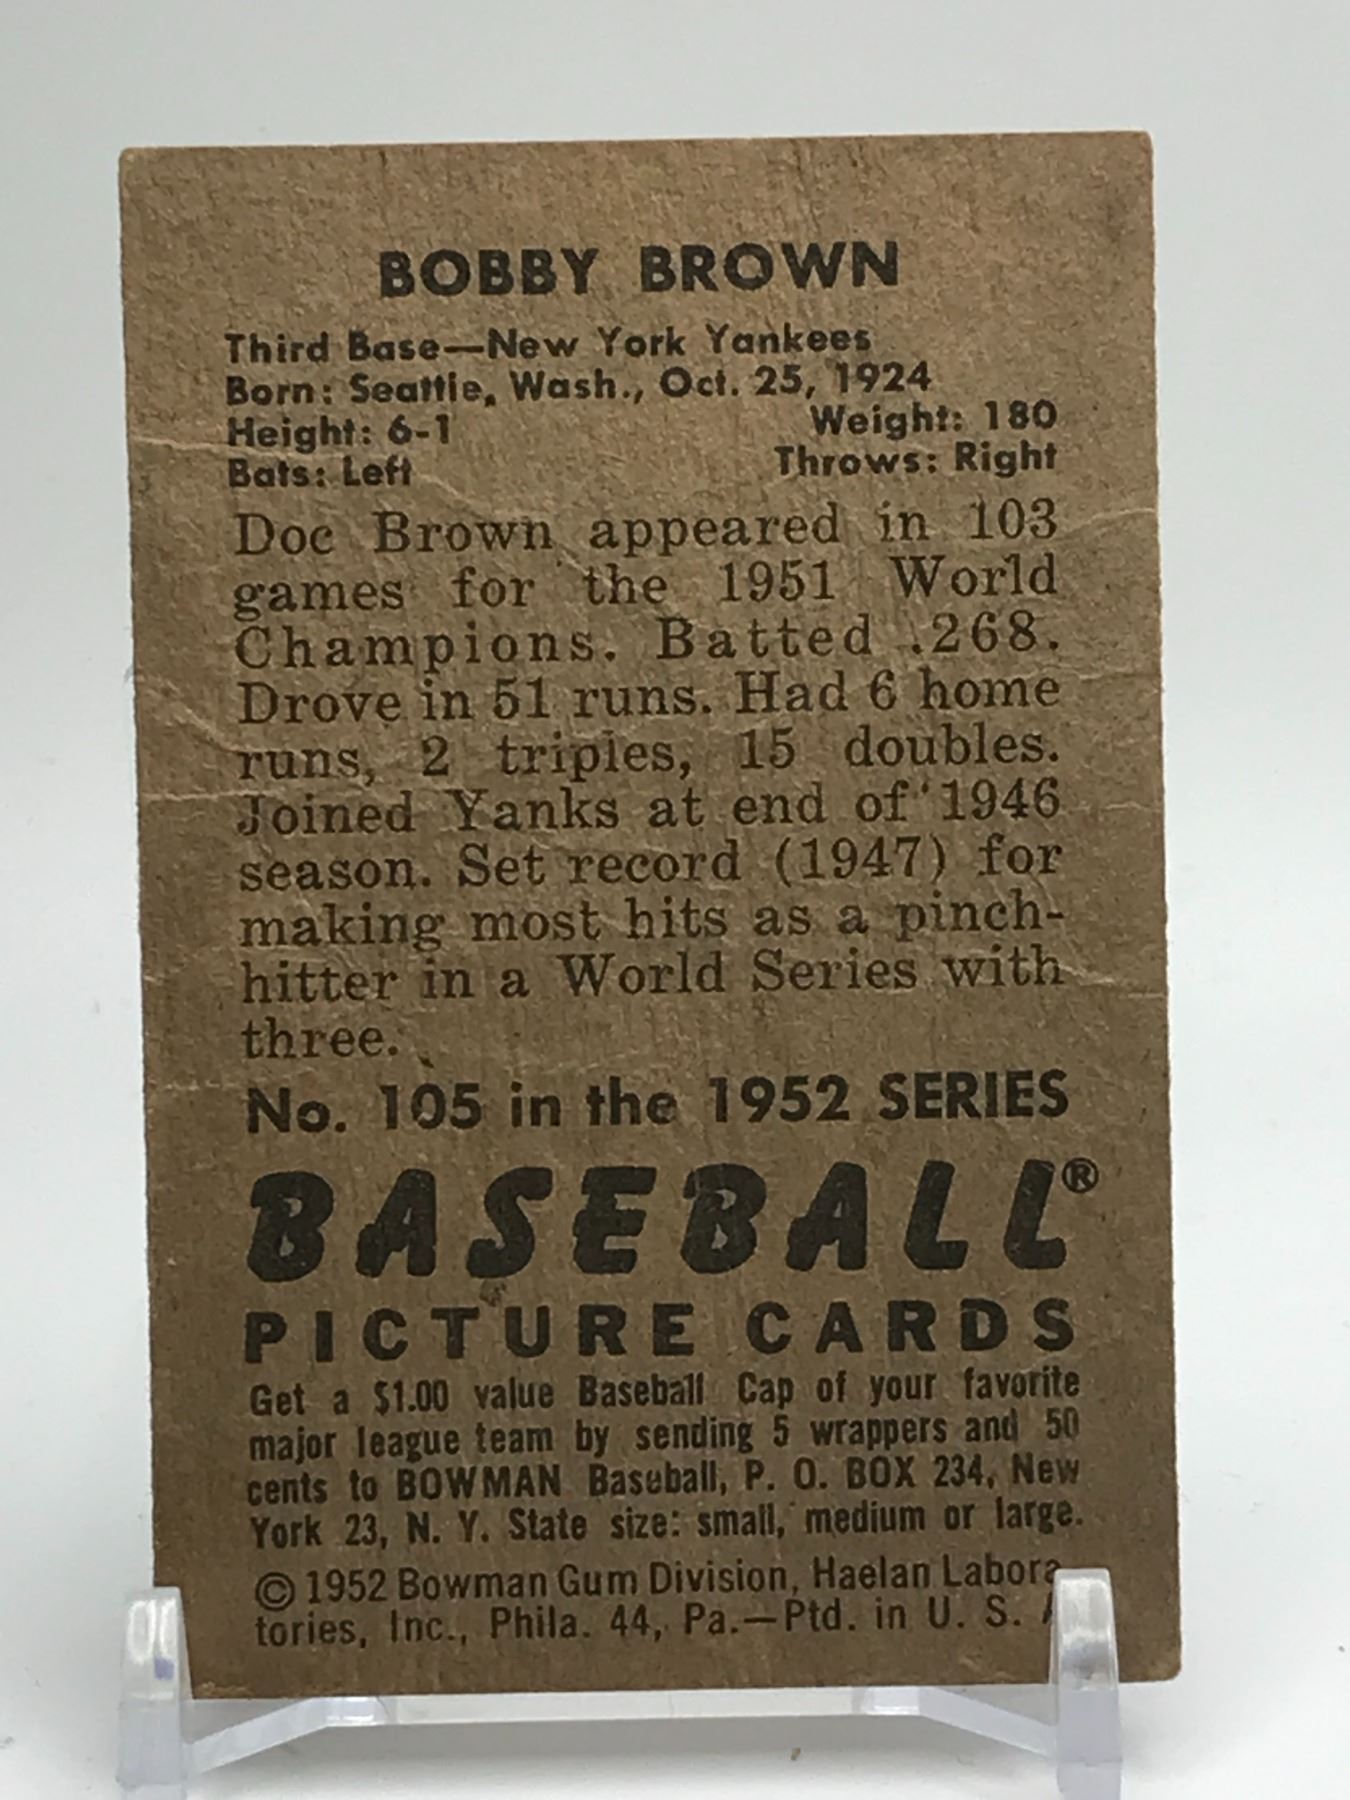 BOBBY BROWN
Third Base—New York Yankees
Born: Seattle, Wash., Oct. 25, 1924
Height: 6-1 Weight: 180
Bats: Left Throws: Right
Doc Brown appeared in 103
games for the 1951 World
Champions. Batted .268.
Drove in 51 runs. Had 6 home
runs, 2 triples, 15 doubles.
Joined Yanks at end of 1946
season. Set record (1947) for
making most hits as a pinch-
hitter in a World Series with
three.
No. 105 in the 1952 SERIES
BASEBALL®
PICTURE CARDS
Get a $1.00 value Baseball Cap of your favorite
major league team by sending 5 wrappers and 50
cents to BOWMAN Baseball, P. O. BOX 234, New
York 23, N. Y. State size: small, medium or large.
© 1952 Bowman Gum Division, Haelan Labora
tories, Inc., Phila. 44, Pa.—Ptd. in U. S.